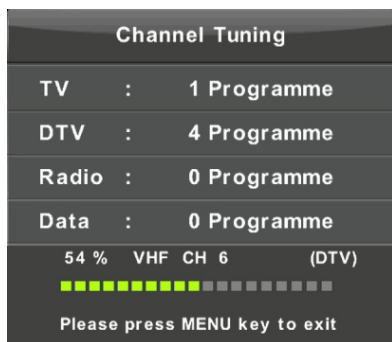 Channel Tuning
TV : 1 Programme
DTV : 4 Programme
Radio : 0 Programme
Data : 0 Programme
54 % VHF CH 6 (DTV)
Please press MENU key to exit